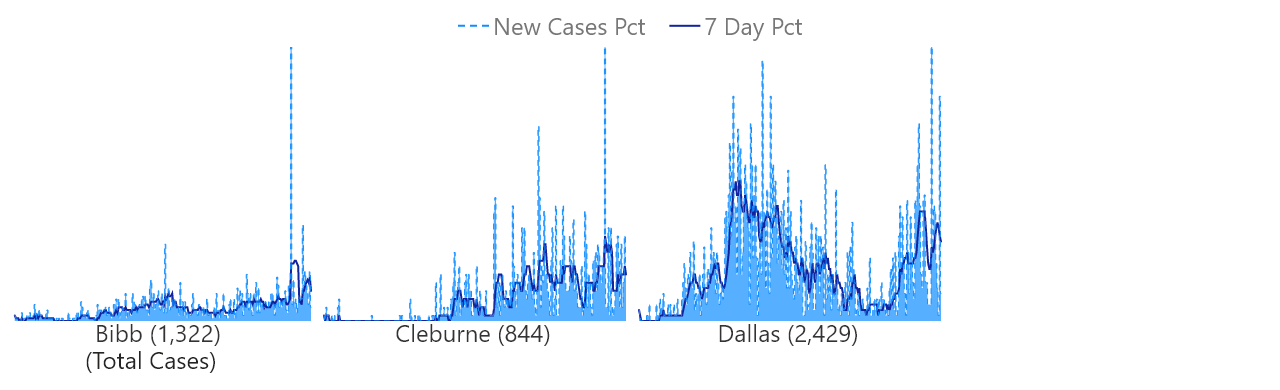 New Cases Pct 7 Day Pct
Bibb (1,322) Cleburne (844) Dallas (2,429)
(Total Cases)